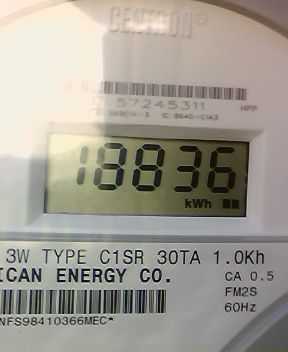 CENTRON®
57245311 HPP
18836
kWh
3W TYPE C1SR 30TA 1.0Kh
ICAN ENERGY CO. CA 0.5
FM2S
NFS98410366MEC* 60Hz